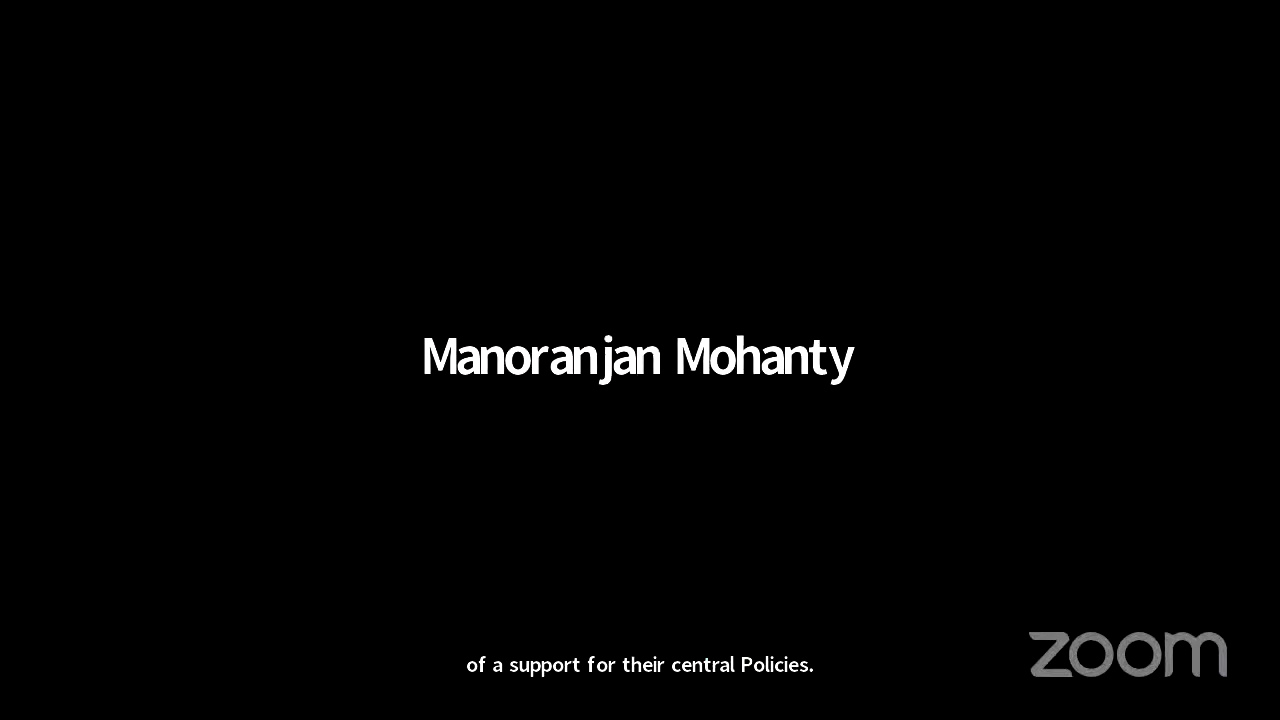 Manoranjan Mohanty
of a support for their central Policies.
zoom